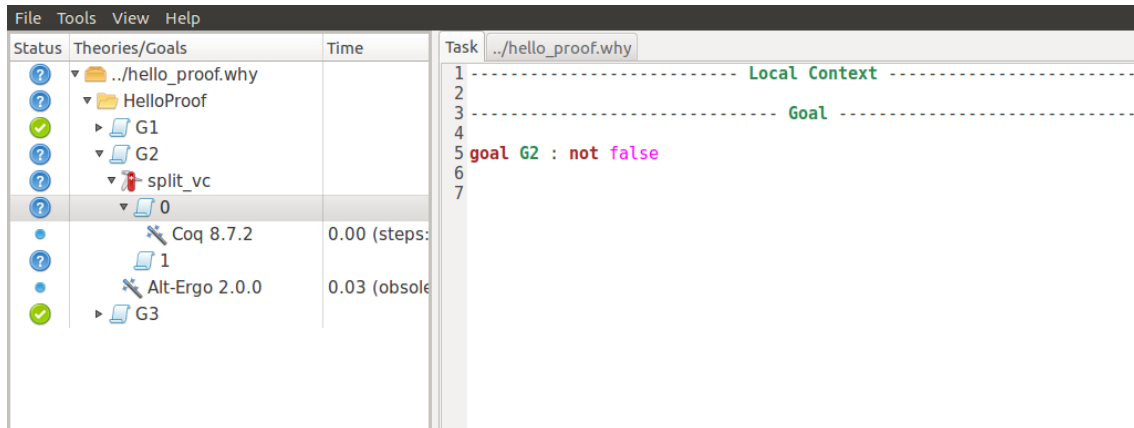 File Tools View Help
Status Theories/Goals Time
../hello_proof.why
HelloProof
G1
G2
split_vc
0
Coq 8.7.2 0.00 (steps:
1
Alt-Ergo 2.0.0 0.03 (obsole
G3
Task ../hello_proof.why
1 --------------------------- Local Context -------------------------
2
3 ------------------------------- Goal ------------------------------
4
5 goal G2 : not false
6
7